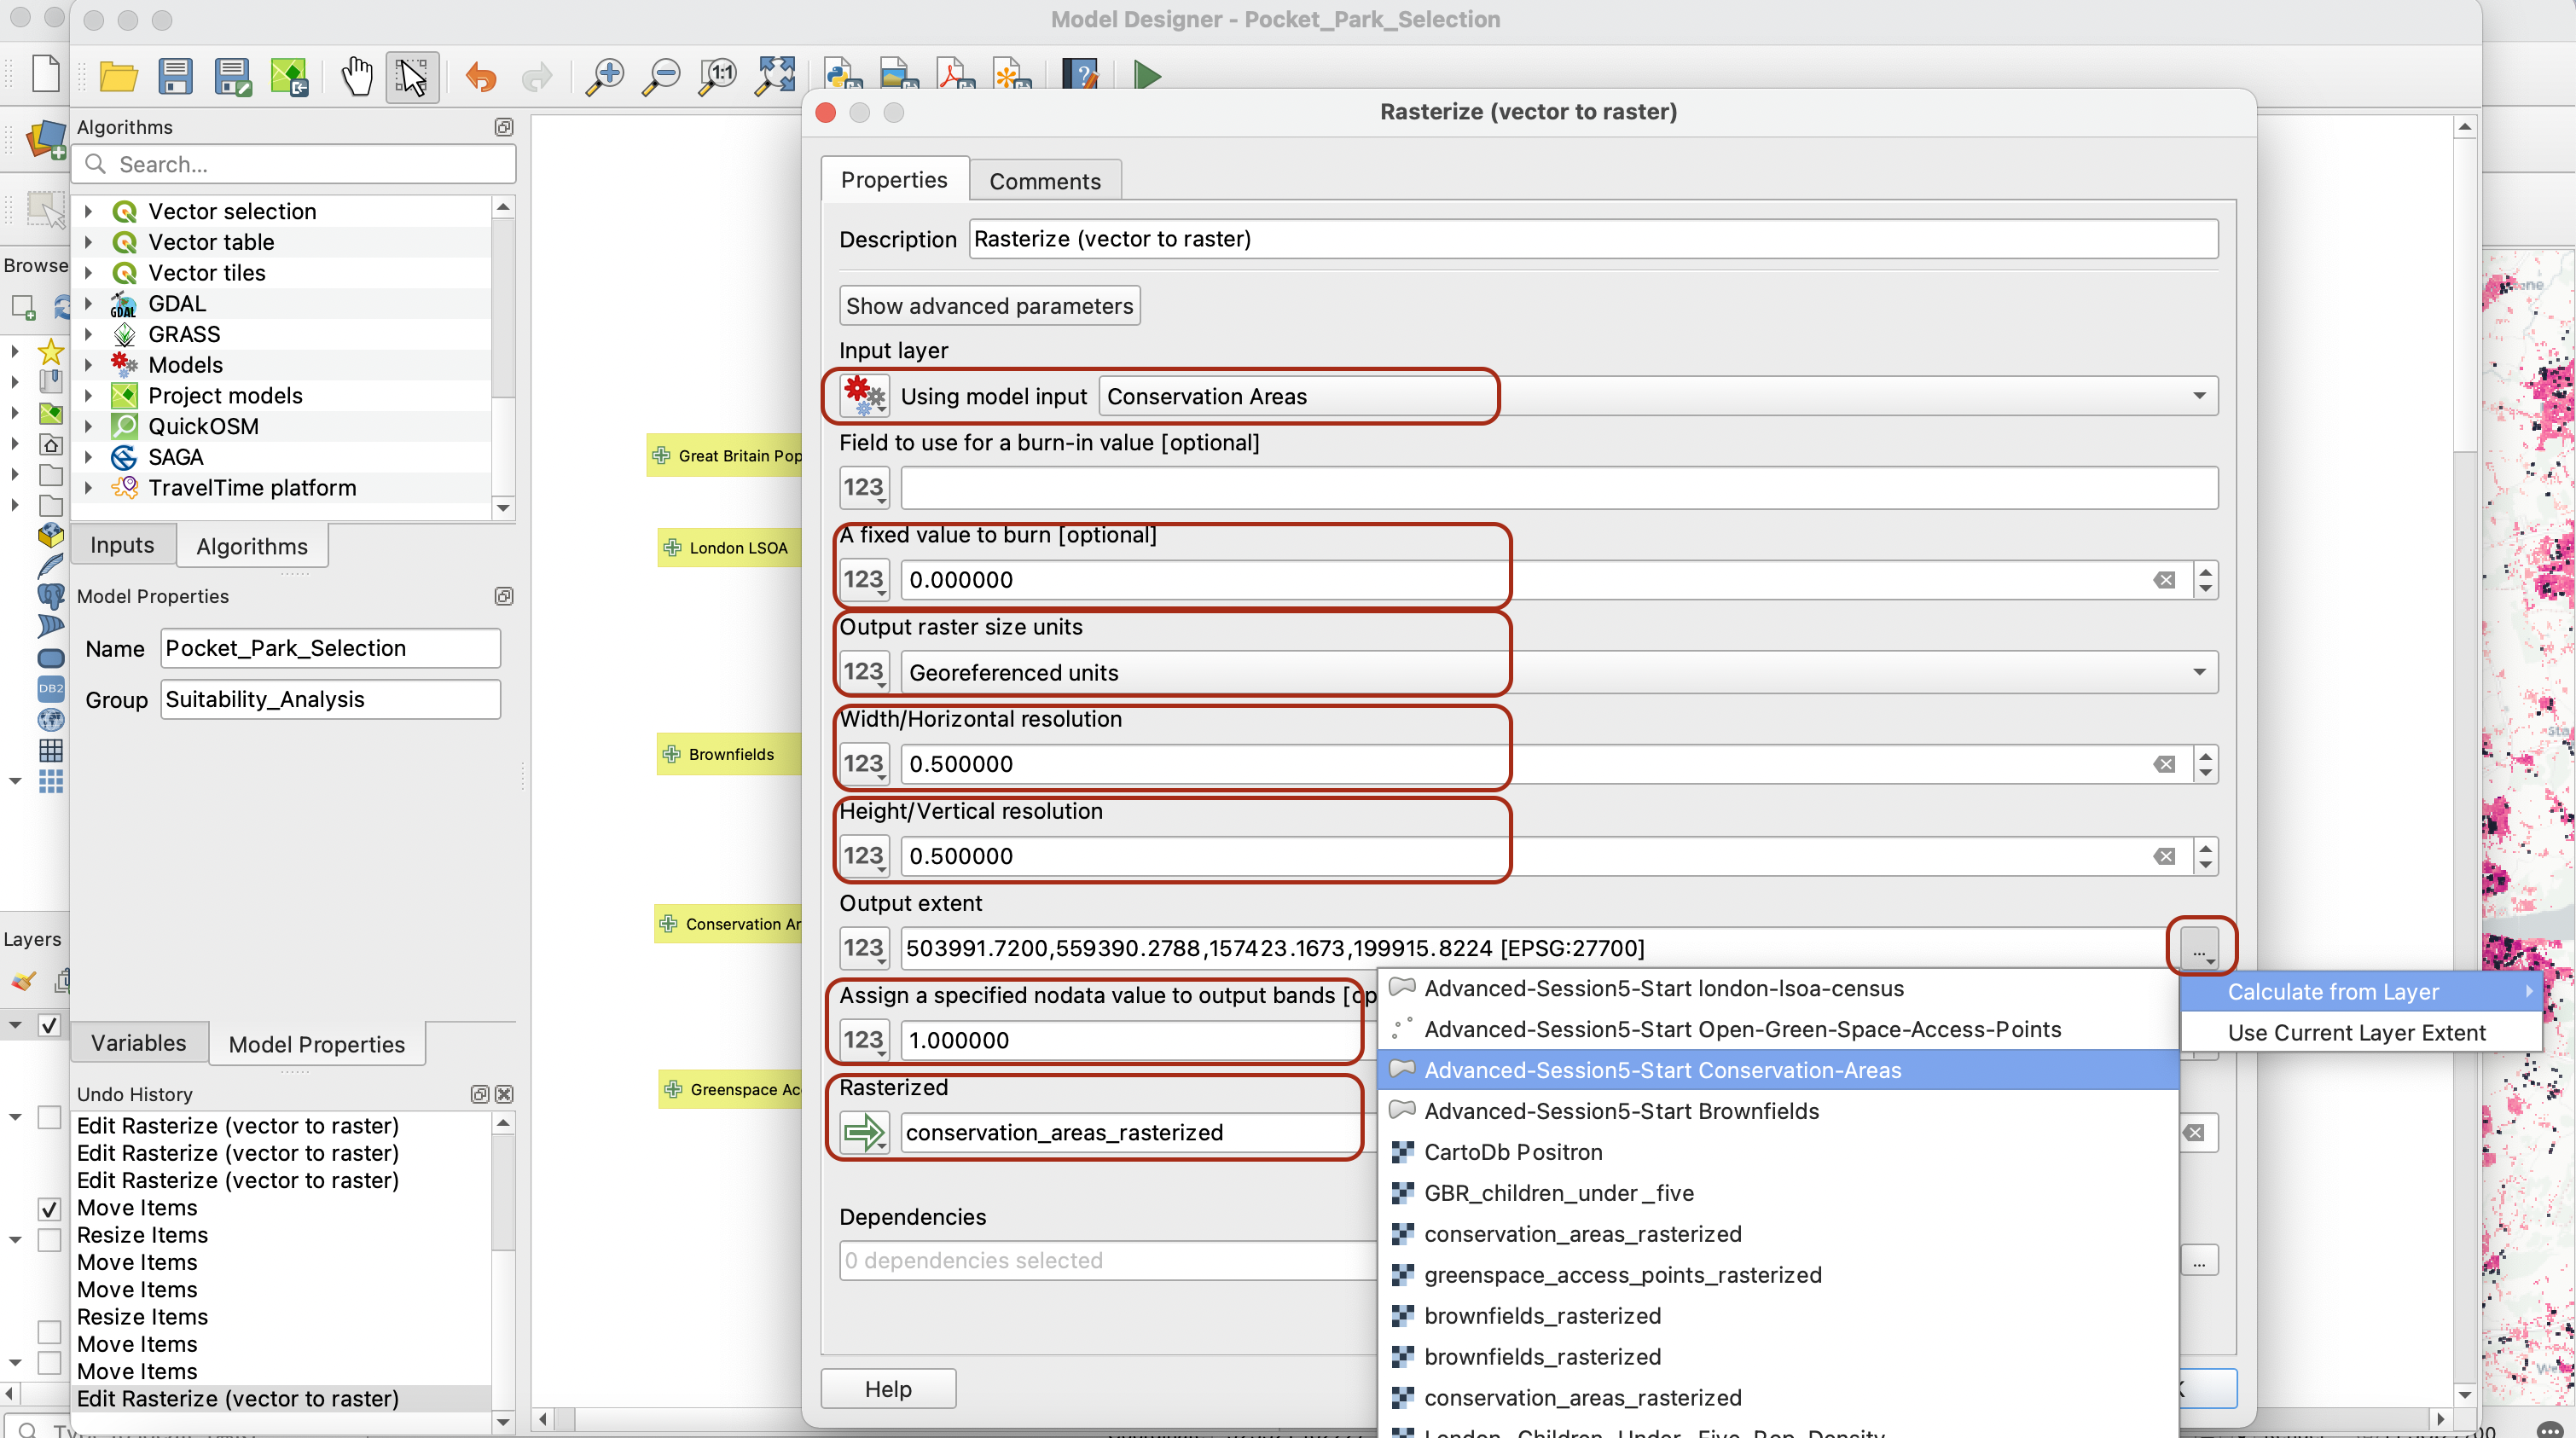 Model Designer - Pocket_Park_Selection
Algorithms
Search...
Vector selection
Vector table
Vector tiles
GDAL
GRASS
Models
Project models
QuickOSM
SAGA
TravelTime platform
Inputs
Algorithms
Model Properties
Name
Pocket_Park_Selection
Group
Suitability_Analysis
Variables
Model Properties
Undo History
Edit Rasterize (vector to raster)
Edit Rasterize (vector to raster)
Edit Rasterize (vector to raster)
Move Items
Resize Items
Move Items
Move Items
Resize Items
Move Items
Move Items
Edit Rasterize (vector to raster)
Browse
DB2
Layers
Great Britain Pop
London LSOA
Brownfields
Conservation Ar
Greenspace Acc
Rasterize (vector to raster)
Properties
Comments
Description
Rasterize (vector to raster)
Show advanced parameters
Input layer
Using model input
Conservation Areas
Field to use for a burn-in value [optional]
123
A fixed value to burn [optional]
123
0.000000
Output raster size units
123
Georeferenced units
Width/Horizontal resolution
123
0.500000
Height/Vertical resolution
123
0.500000
Output extent
123
503991.7200,559390.2788,157423.1673,199915.8224 [EPSG:27700]
...
Assign a specified nodata value to output bands [op
123
1.000000
Rasterized
conservation_areas_rasterized
Dependencies
0 dependencies selected
...
Help
Calculate from Layer
Use Current Layer Extent
Advanced-Session5-Start london-lsoa-census
Advanced-Session5-Start Open-Green-Space-Access-Points
Advanced-Session5-Start Conservation-Areas
Advanced-Session5-Start Brownfields
CartoDb Positron
GBR_children_under_five
conservation_areas_rasterized
greenspace_access_points_rasterized
brownfields_rasterized
brownfields_rasterized
conservation_areas_rasterized
London_Children_Under_Five_Pop_Density